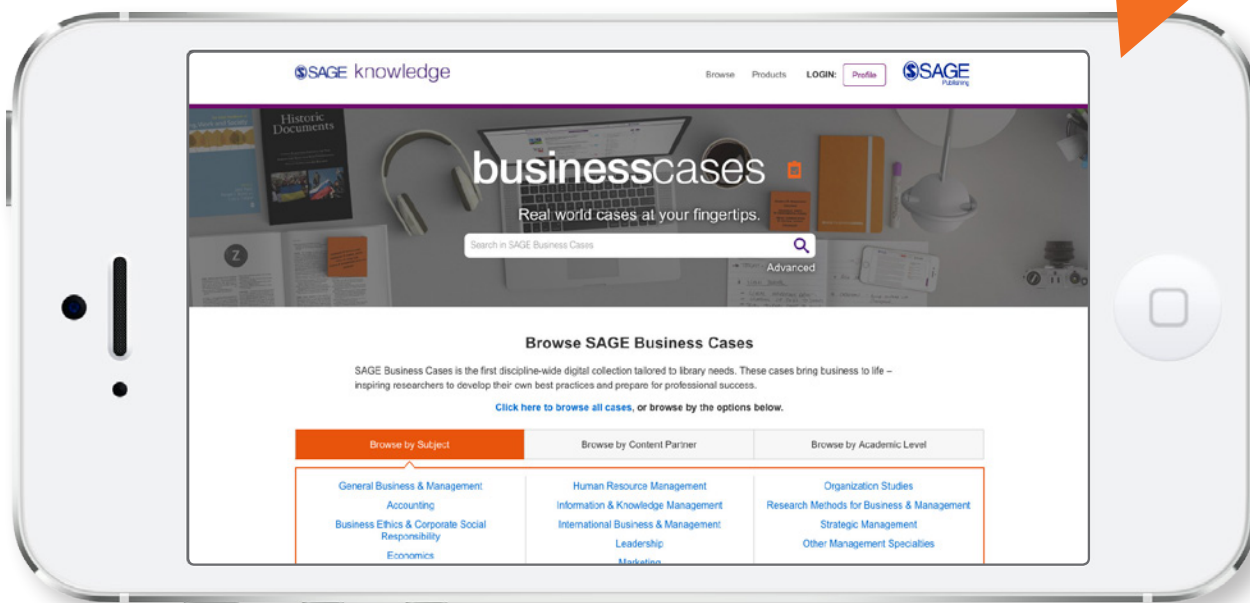 SAGE knowledge
Browse Products LOGIN: Profile
SAGE
Publishing
Historic
Documents
businesscases
Real world cases at your fingertips.
Search in SAGE Business Cases
Advanced
Z
Browse SAGE Business Cases
SAGE Business Cases is the first discipline-wide digital collection tailored to library needs. These cases bring business to life –
inspiring researchers to develop their own best practices and prepare for professional success.
Click here to browse all cases, or browse by the options below.
Browse by Subject
Browse by Content Partner
Browse by Academic Level
General Business & Management
Accounting
Business Ethics & Corporate Social
Responsibility
Economics
Human Resource Management
Information & Knowledge Management
International Business & Management
Leadership
Marketing
Organization Studies
Research Methods for Business & Management
Strategic Management
Other Management Specialties